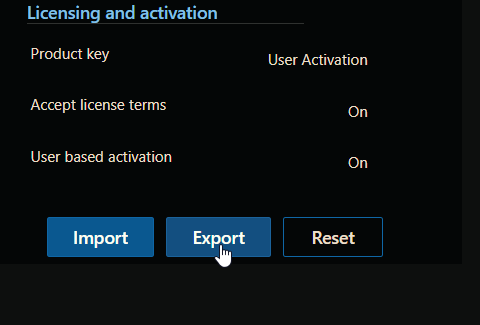 Licensing and activation
Product key
User Activation
Accept license terms
On
User based activation
On
Import Export Reset